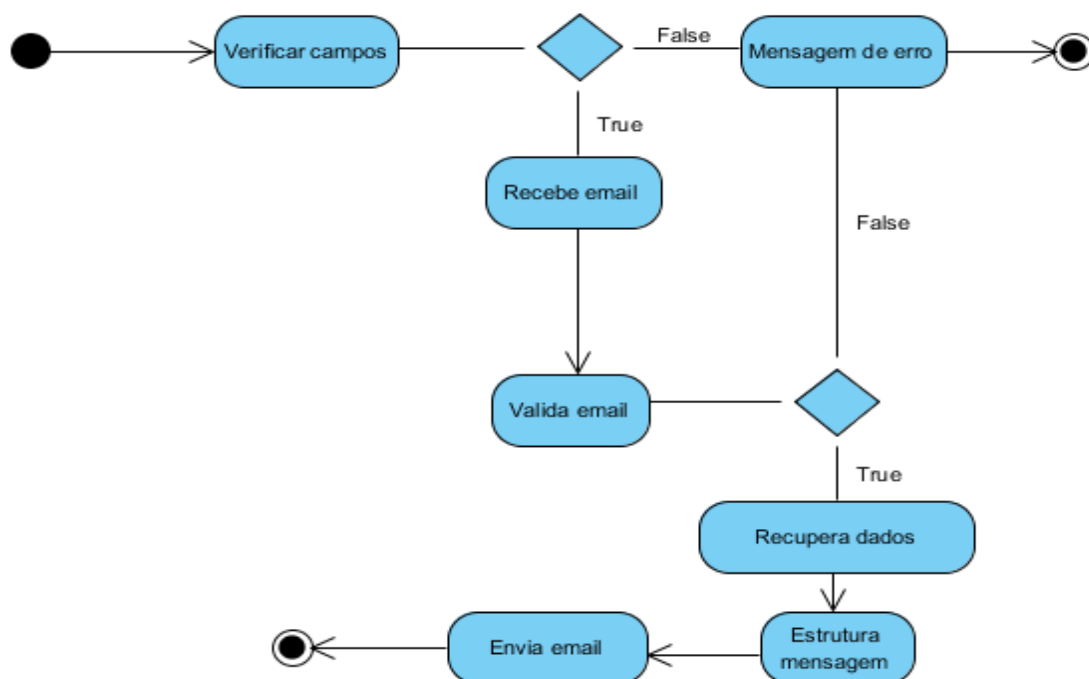 Verificar campos
False
Mensagem de erro
True
Recebe email
False
Valida email
True
Recupera dados
Envia email
Estrutura
mensagem